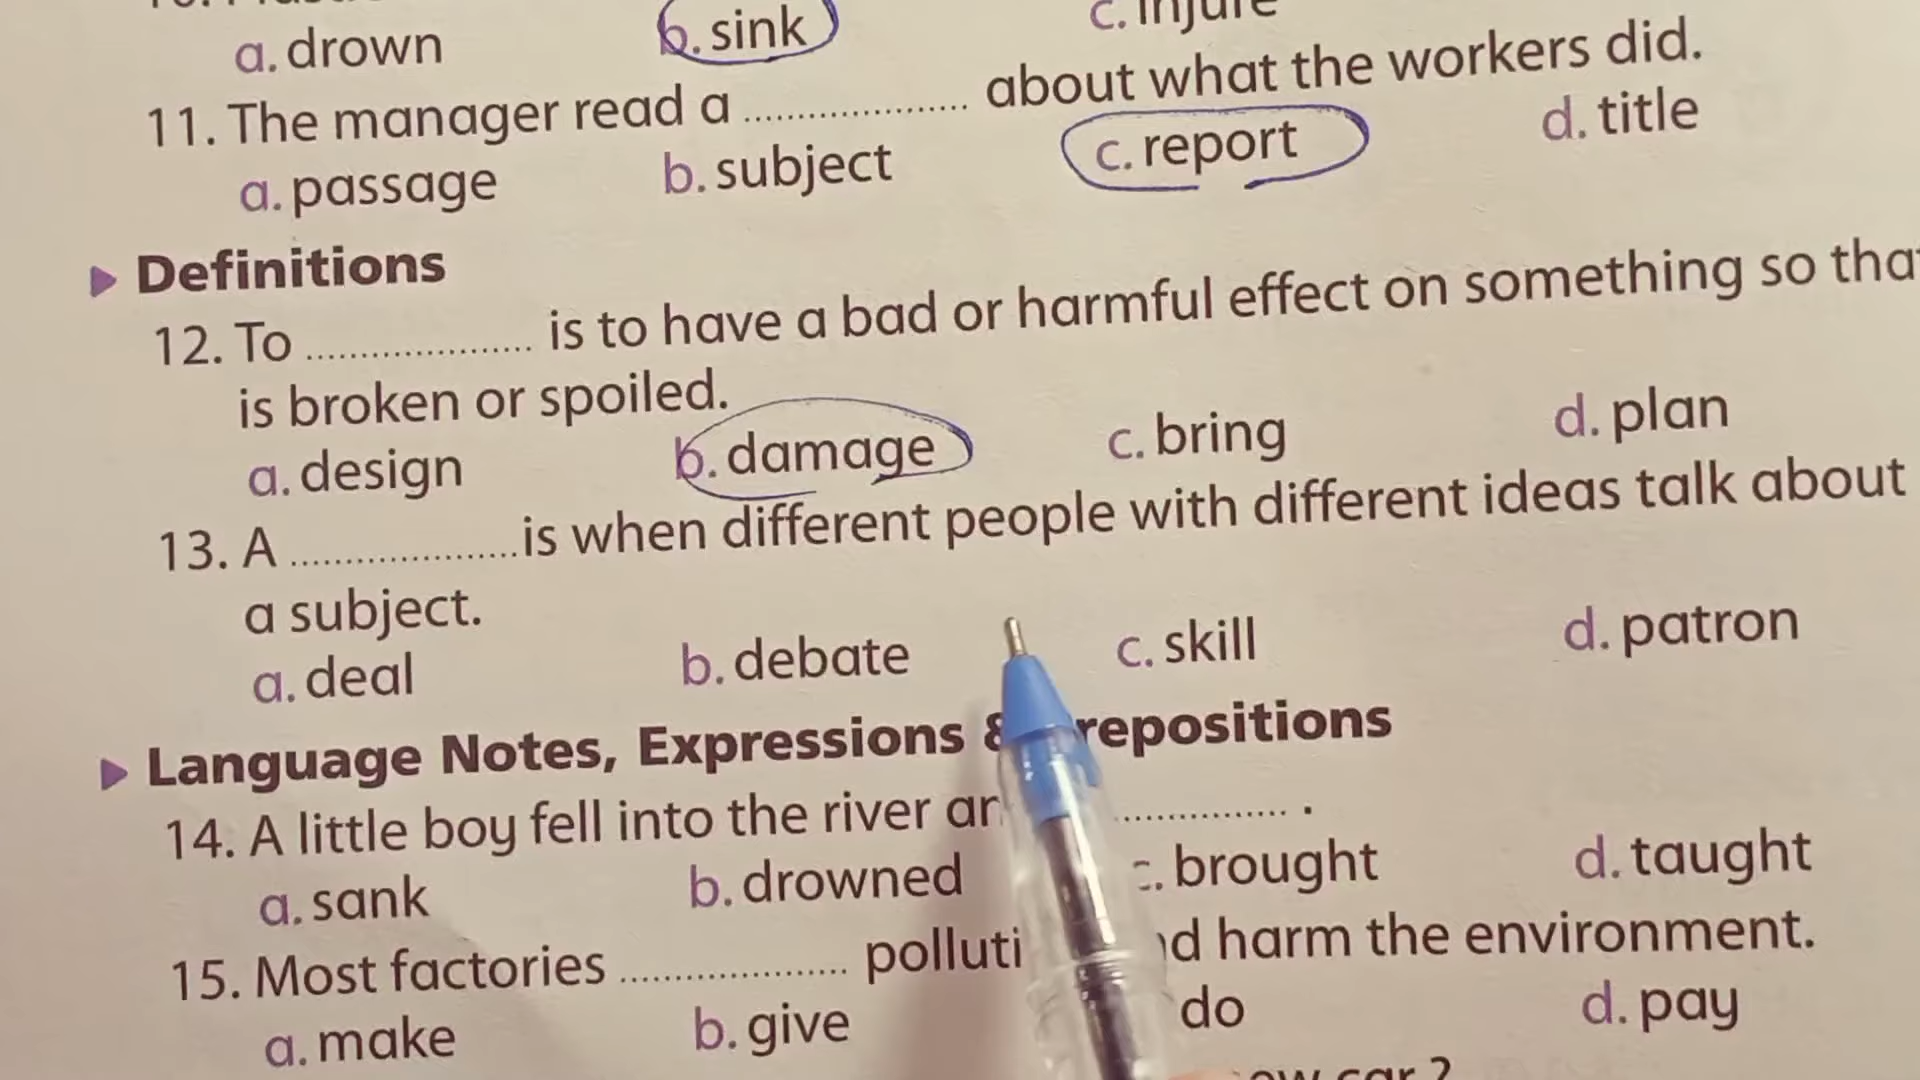 a. drown b. sink c. injure
11. The manager read a .................... about what the workers did.
a. passage b. subject c. report d. title
Definitions
12. To .................... is to have a bad or harmful effect on something so
is broken or spoiled.
a. design b. damage c. bring d. plan
13. A .................... is when different people with different ideas talk about
a subject.
a. deal b. debate c. skill d. patron
Language Notes, Expressions
14. A little boy fell into the river .................... .
a. sank b. drowned c. brought d. taught
15. Most factories .................... harm the environment.
a. make b. give do d. pay
car ?